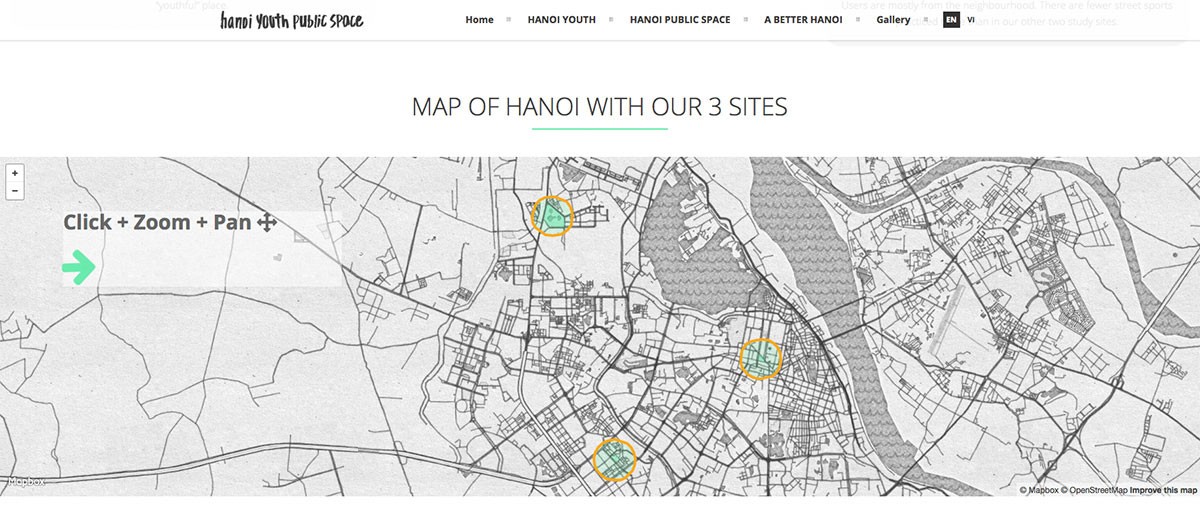 "youthful" place.
Users are mostly from the neighbourhood. There are fewer street sports
hanoi youth public space
Home
HANOI YOUTH
HANOI PUBLIC SPACE
A BETTER HANOI
Gallery
EN
VI
in our other two study sites.
MAP OF HANOI WITH OUR 3 SITES
+
−
Click + Zoom + Pan
Mapbox
© Mapbox © OpenStreetMap Improve this map